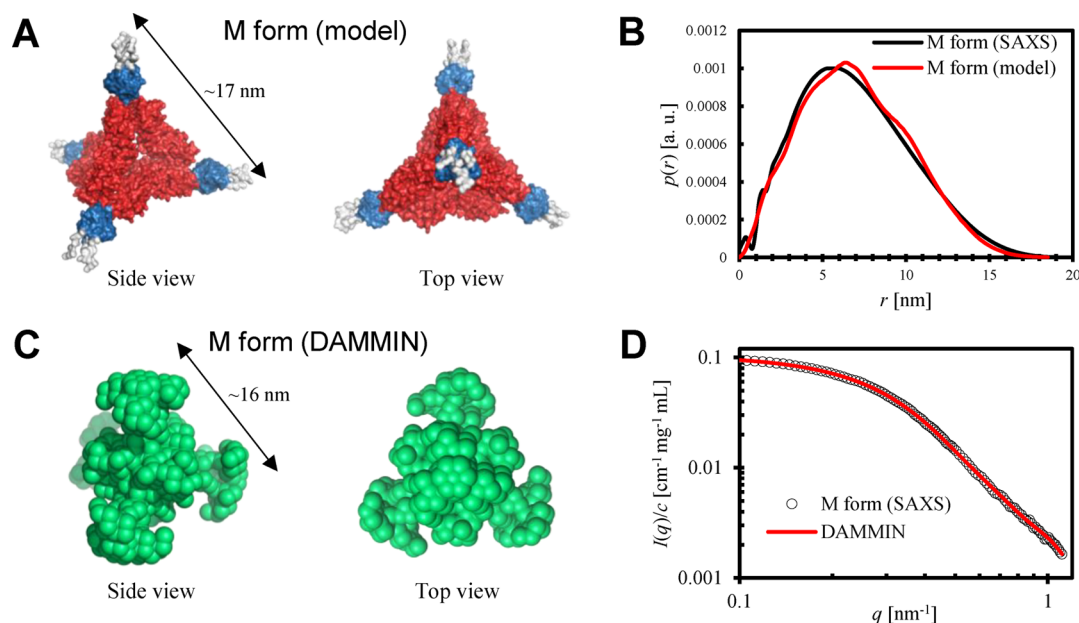 A
M form (model)
~17 nm
Side view
Top view
B
0.0012
0.001
0.0008
0.0006
0.0004
0.0002
0
p(r) [a. u.]
M form (SAXS)
M form (model)
0
5
10
15
20
r [nm]
C
M form (DAMMIN)
~16 nm
Side view
Top view
D
0.1
0.01
0.001
I(q)/c [cm⁻¹ mg⁻¹ mL]
M form (SAXS)
DAMMIN
0.1
1
q [nm⁻¹]